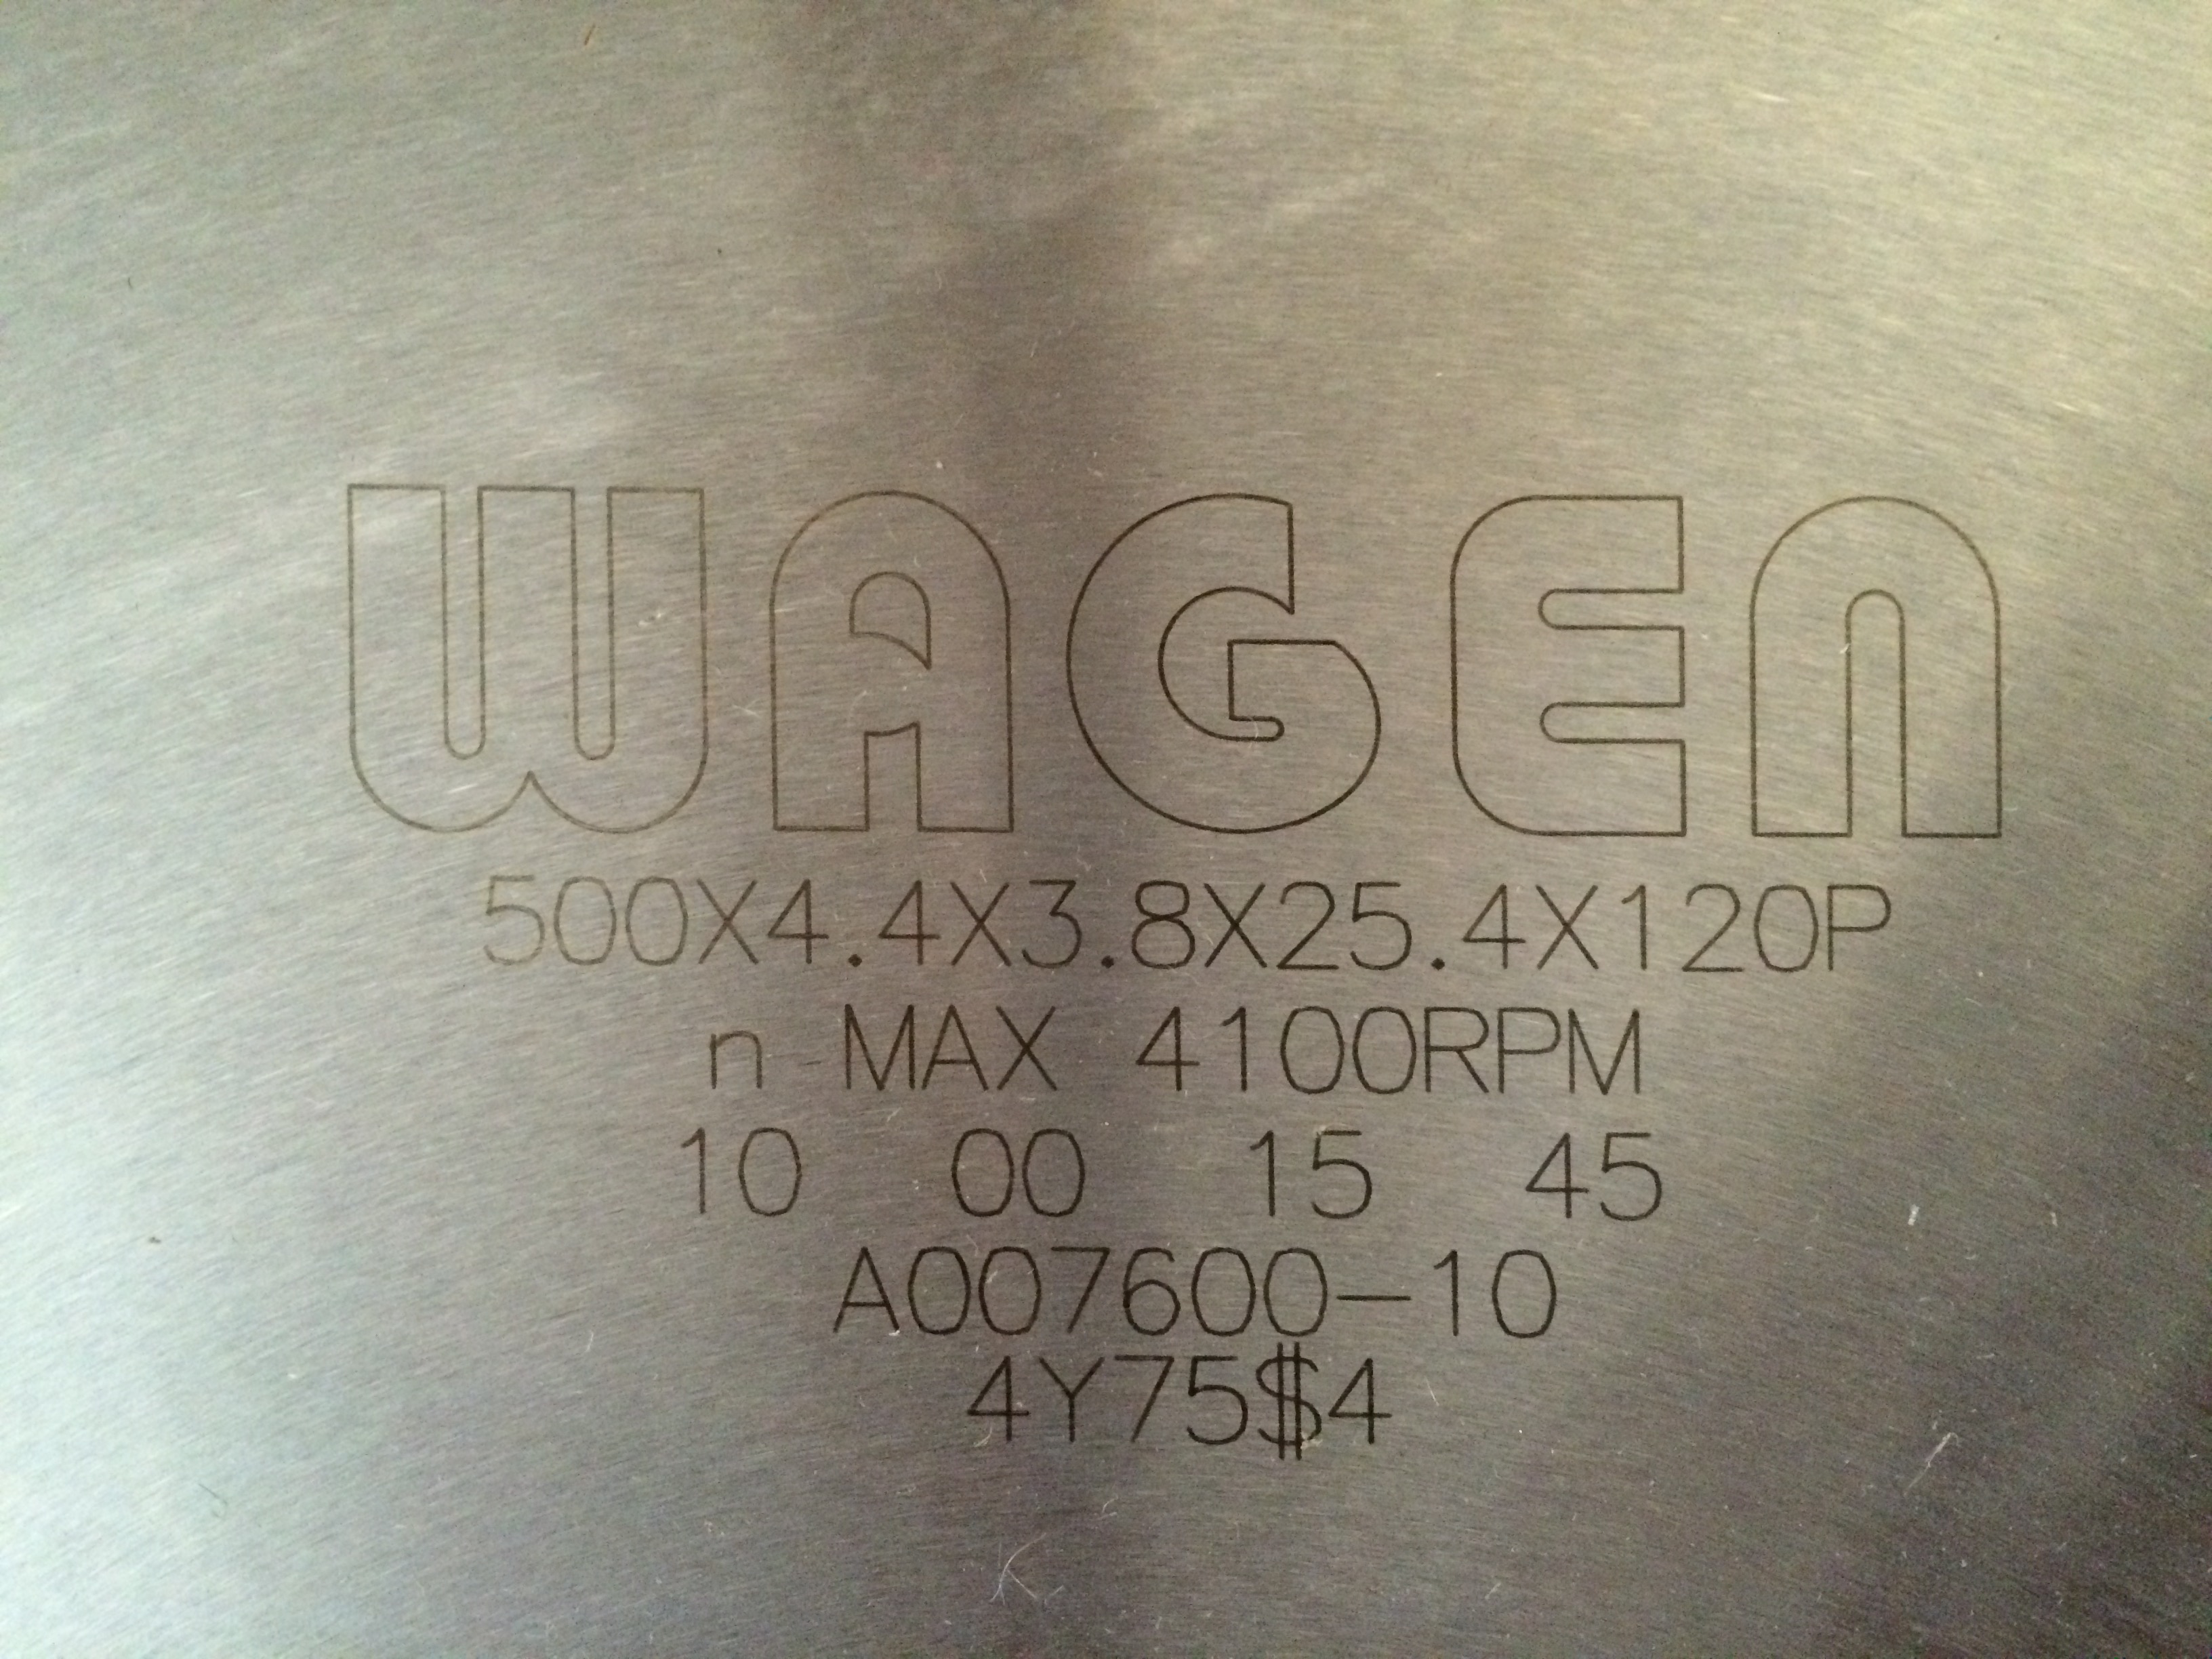 WAGEN
500X4.4X3.8X25.4X120P
n MAX 4100RPM
10 00 15 45
A007600-10
4Y75$4